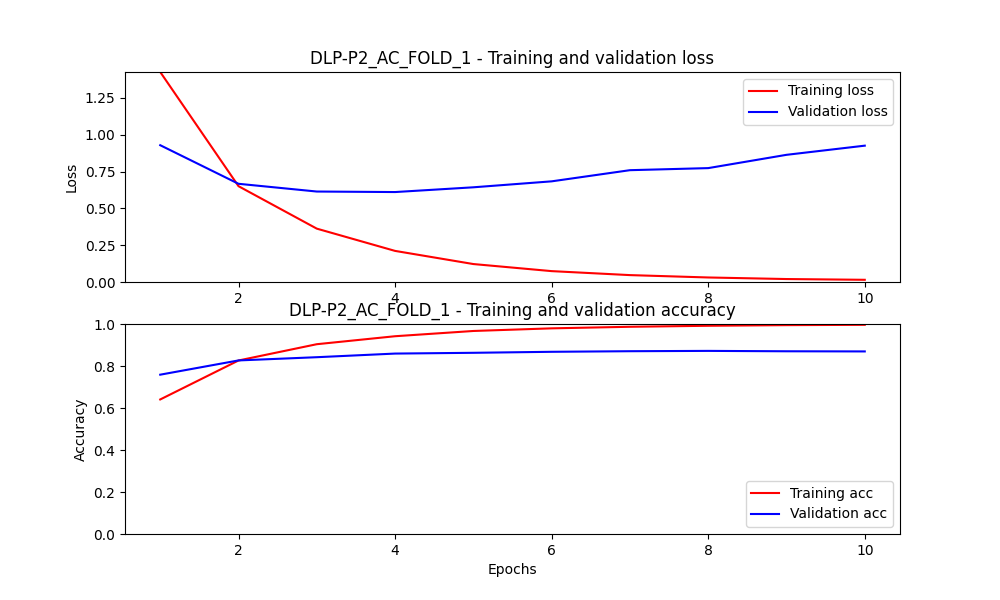 DLP-P2_AC_FOLD_1 - Training and validation loss
1.25
1.00
0.75
0.50
0.25
0.00
Loss
Training loss
Validation loss
2 4 6 8 10
DLP-P2_AC_FOLD_1 - Training and validation accuracy
1.0
0.8
0.6
0.4
0.2
0.0
Accuracy
Training acc
Validation acc
2 4 6 8 10
Epochs